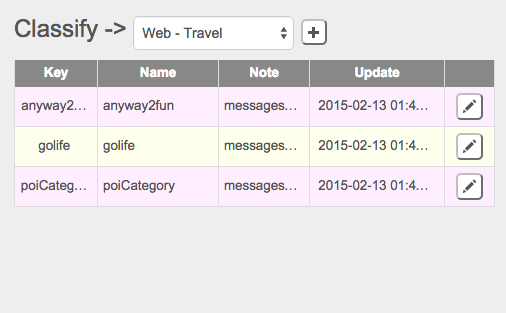 Classify -> Web - Travel
Key Name Note Update
anyway2... anyway2fun messages... 2015-02-13 01:4...
golife golife messages... 2015-02-13 01:4...
poiCateg... poiCategory messages... 2015-02-13 01:4...